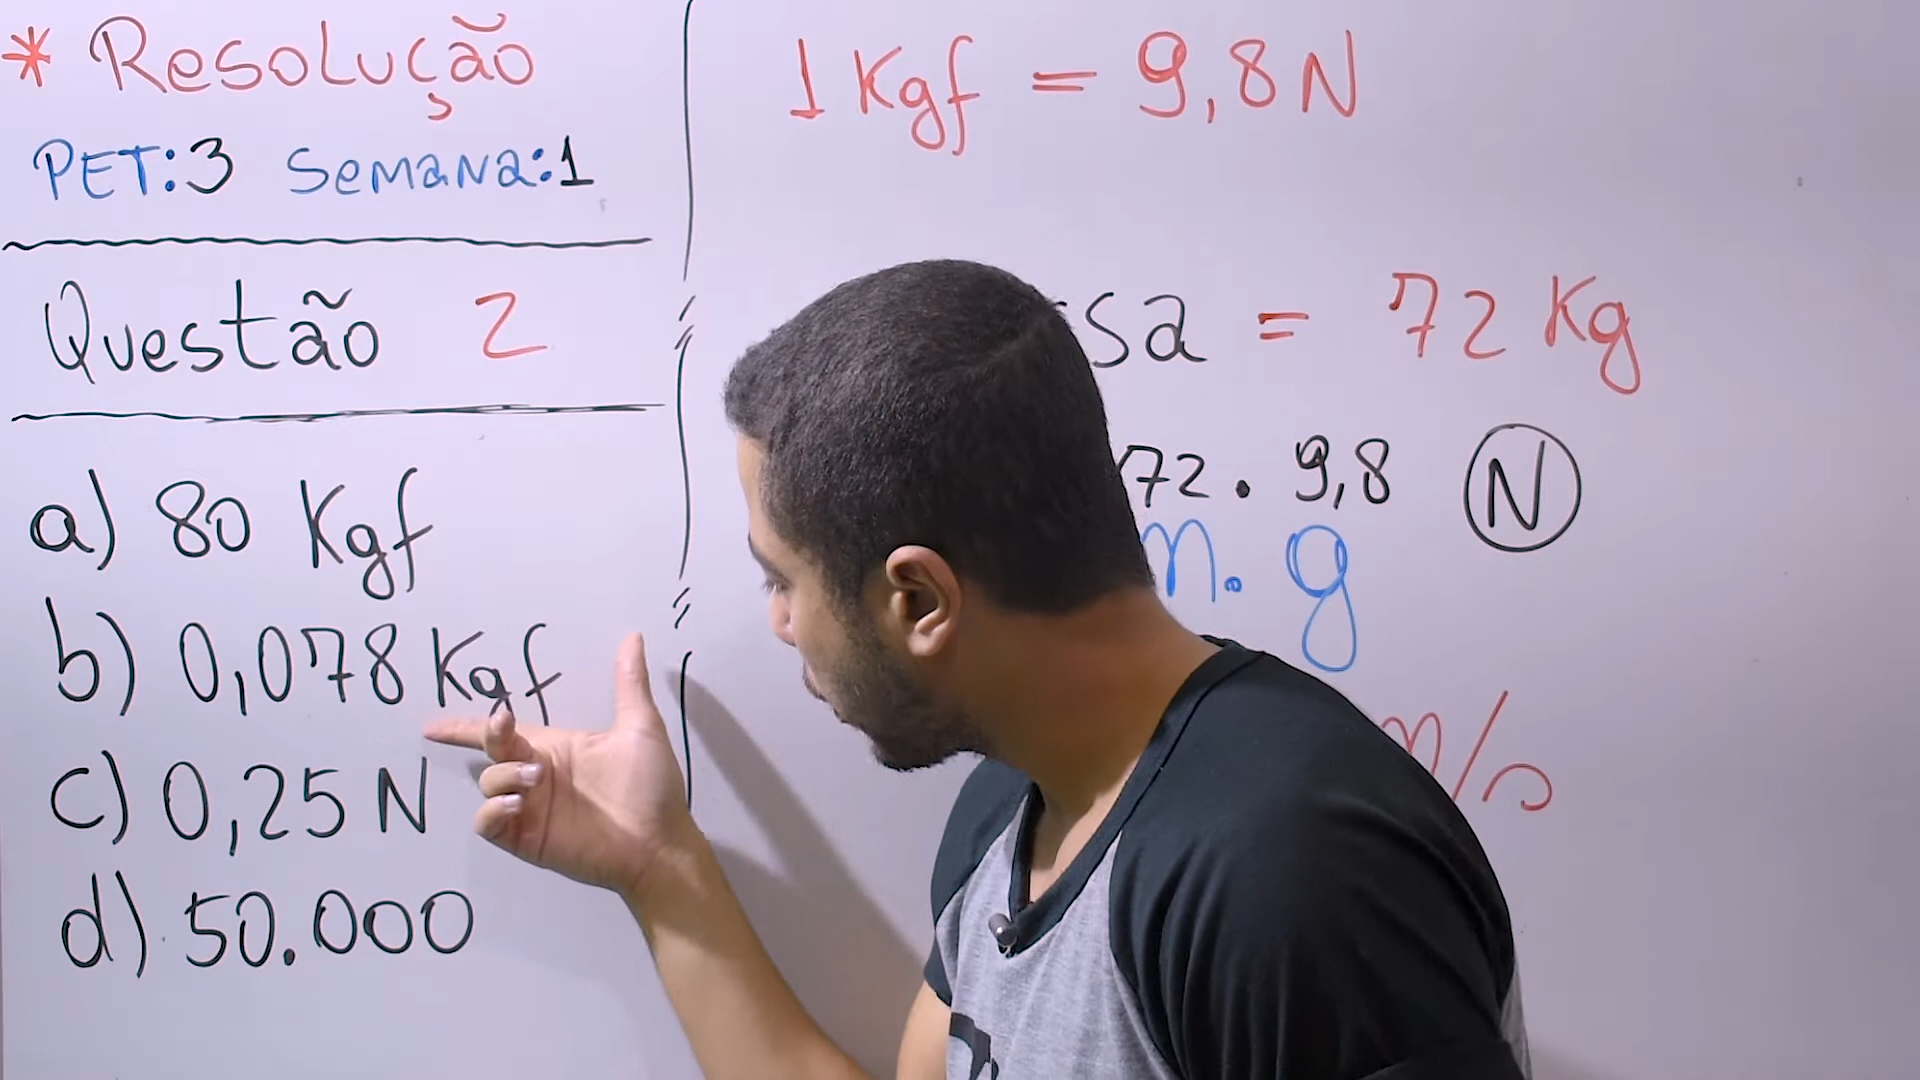 * Resolução
PET:3 Semana:1
Questão 2
a) 80 Kgf
b) 0,078 Kgf
c) 0,25 N
d) 50.000
1 Kgf = 9,8 N
sa = 72 Kg
72 . 9,8 N
. g
m/s